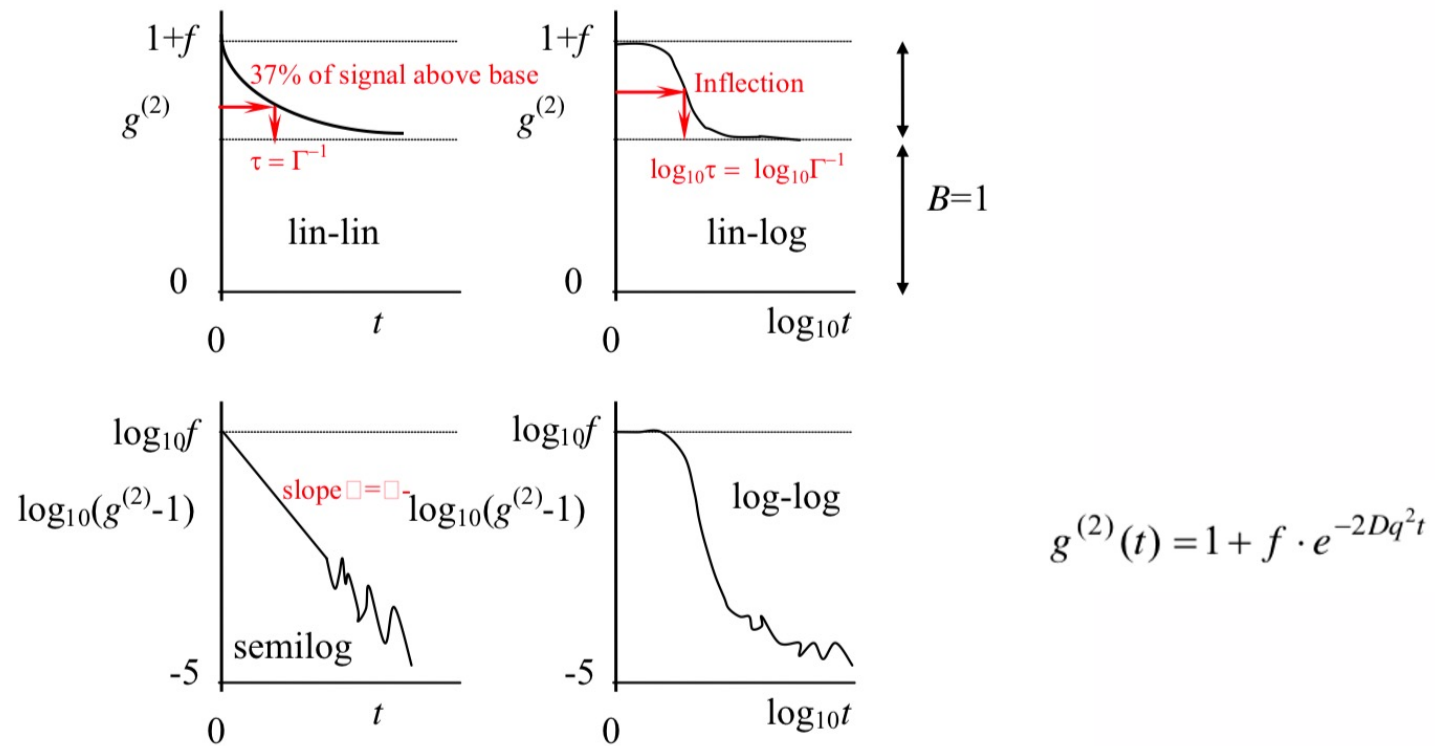 1+f
37% of signal above base
g⁽²⁾
τ = Γ⁻¹
lin-lin
0
0
t
1+f
Inflection
g⁽²⁾
log₁₀τ = log₁₀Γ⁻¹
lin-log
0
0
log₁₀t
B=1
log₁₀f
log₁₀(g⁽²⁾-1)
slope □=□-
semilog
-5
0
t
log₁₀f
log₁₀(g⁽²⁾-1)
log-log
-5
0
log₁₀t
g⁽²⁾(t) = 1 + f · e^{-2Dq²t}